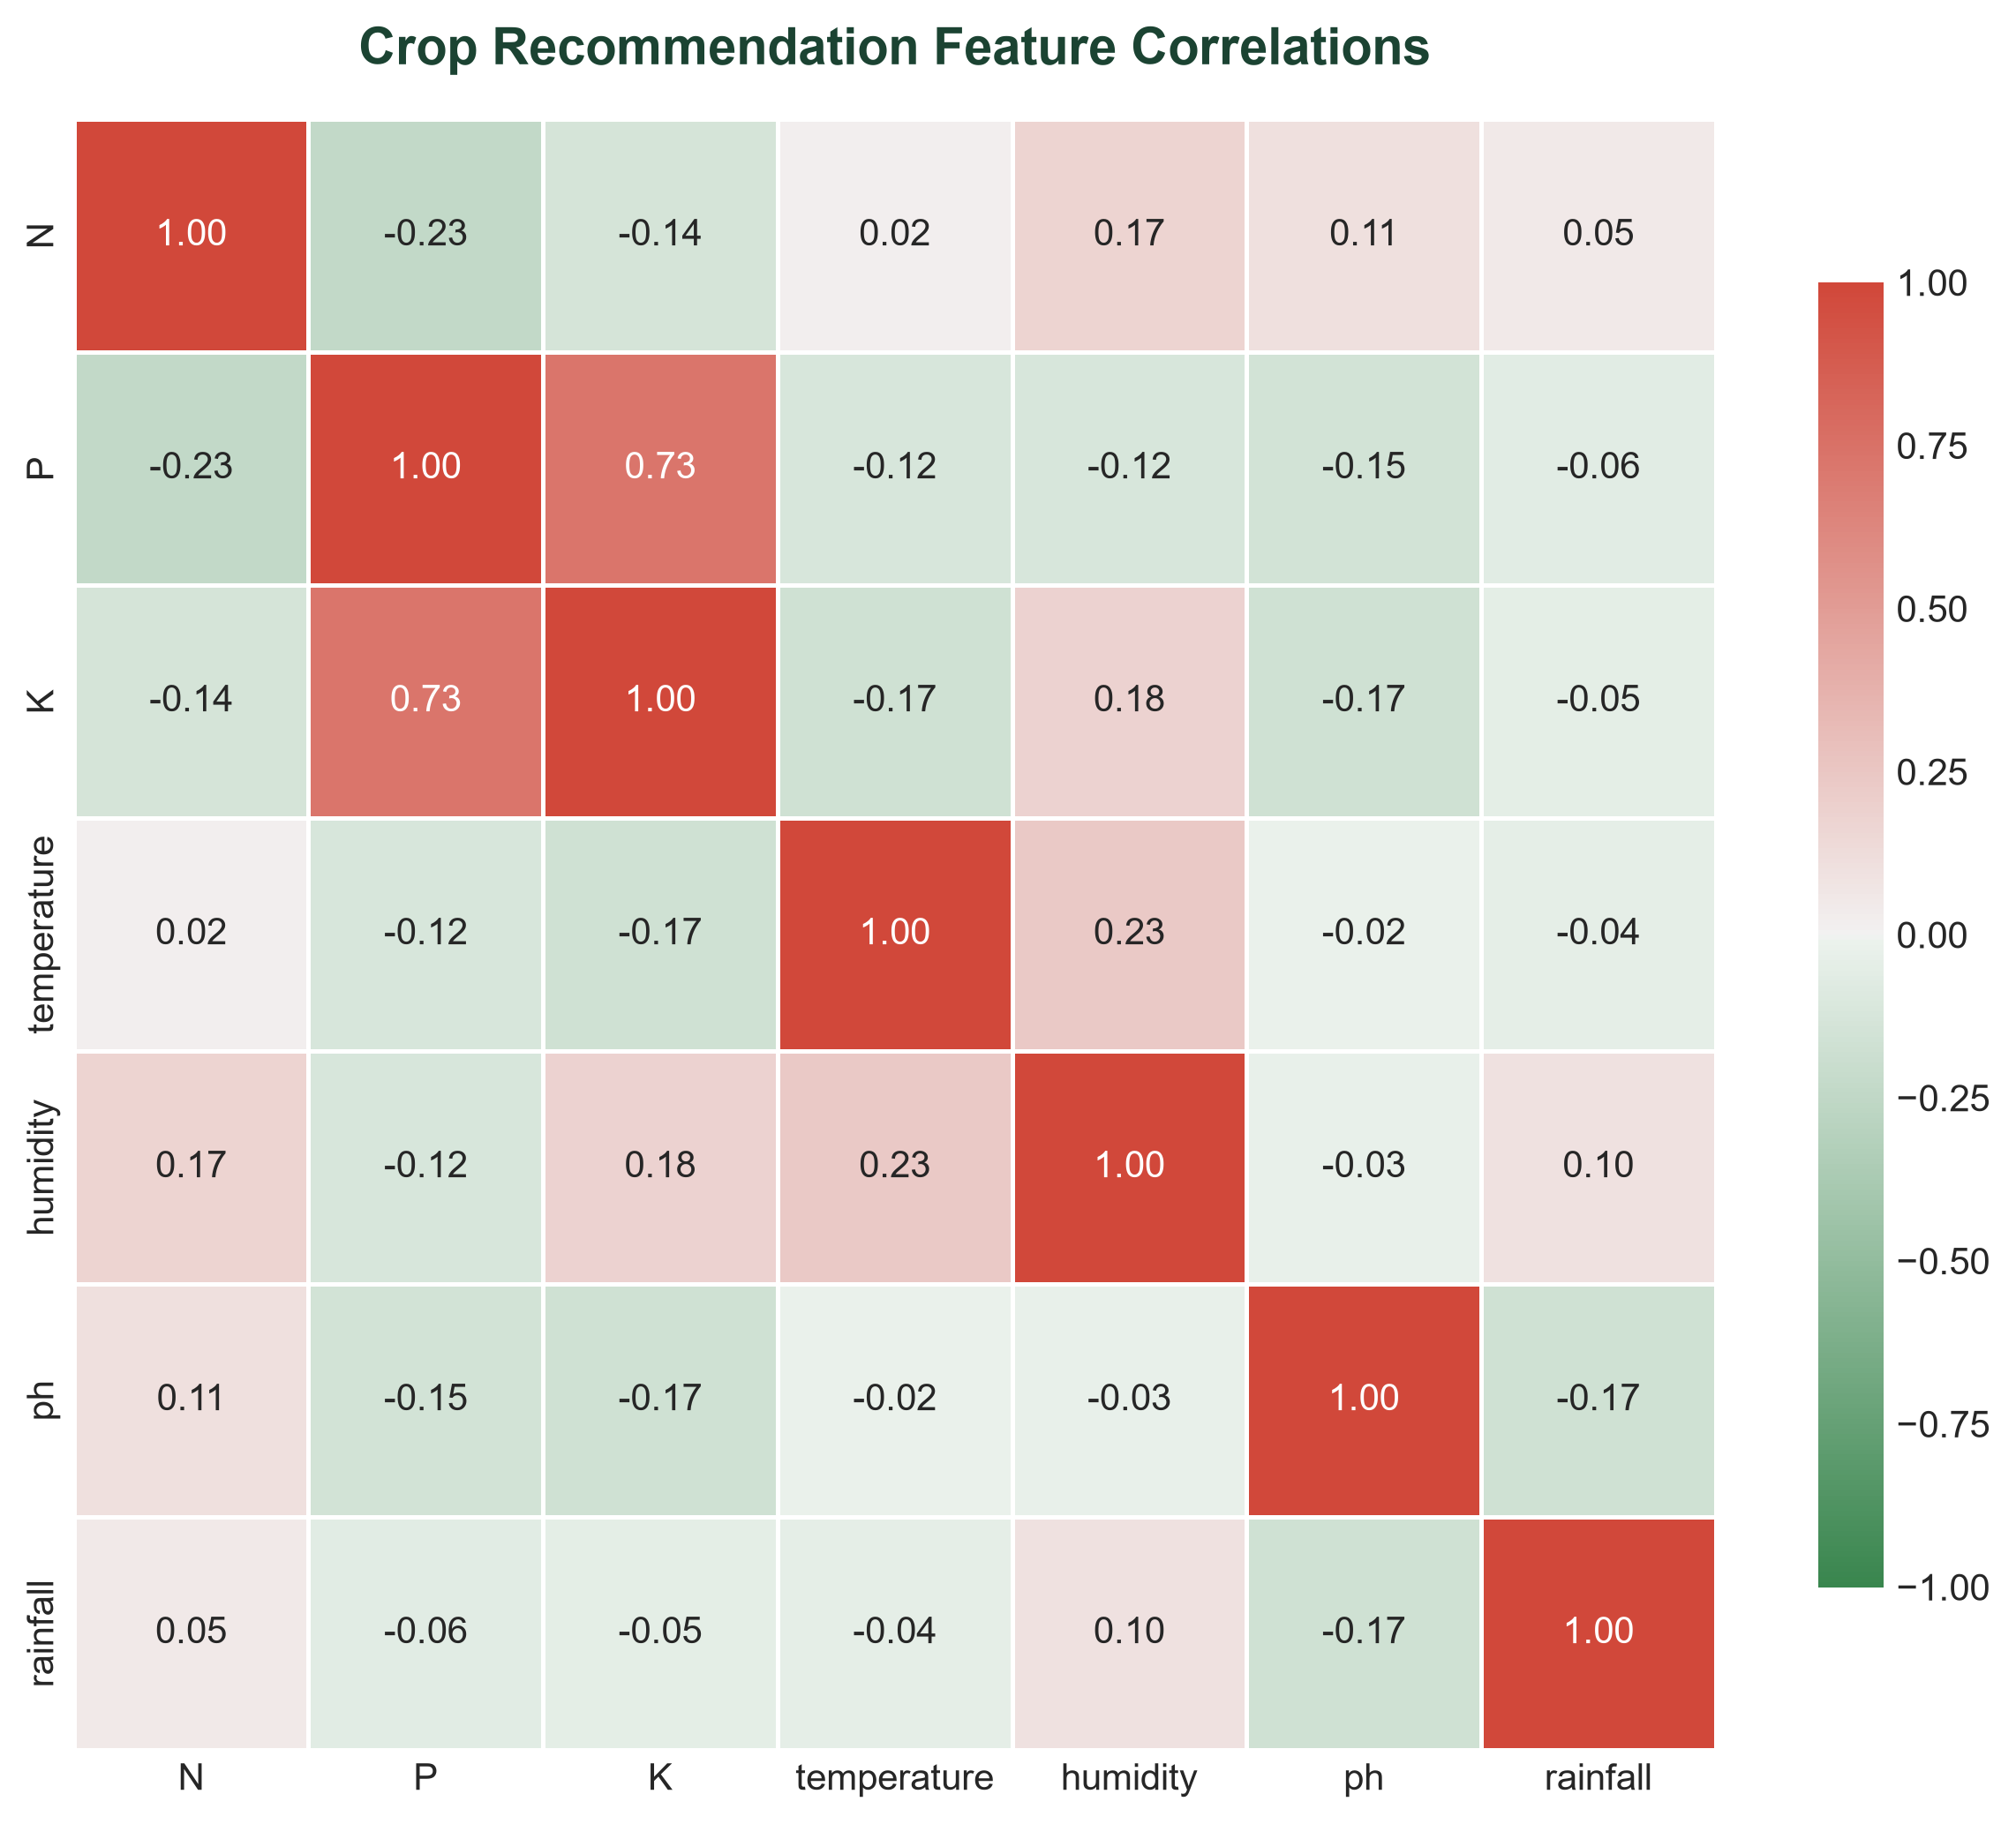 Crop Recommendation Feature Correlations
N 1.00 -0.23 -0.14 0.02 0.17 0.11 0.05
P -0.23 1.00 0.73 -0.12 -0.12 -0.15 -0.06
K -0.14 0.73 1.00 -0.17 0.18 -0.17 -0.05
temperature 0.02 -0.12 -0.17 1.00 0.23 -0.02 -0.04
humidity 0.17 -0.12 0.18 0.23 1.00 -0.03 0.10
ph 0.11 -0.15 -0.17 -0.02 -0.03 1.00 -0.17
rainfall 0.05 -0.06 -0.05 -0.04 0.10 -0.17 1.00
N P K temperature humidity ph rainfall
1.00
0.75
0.50
0.25
0.00
−0.25
−0.50
−0.75
−1.00